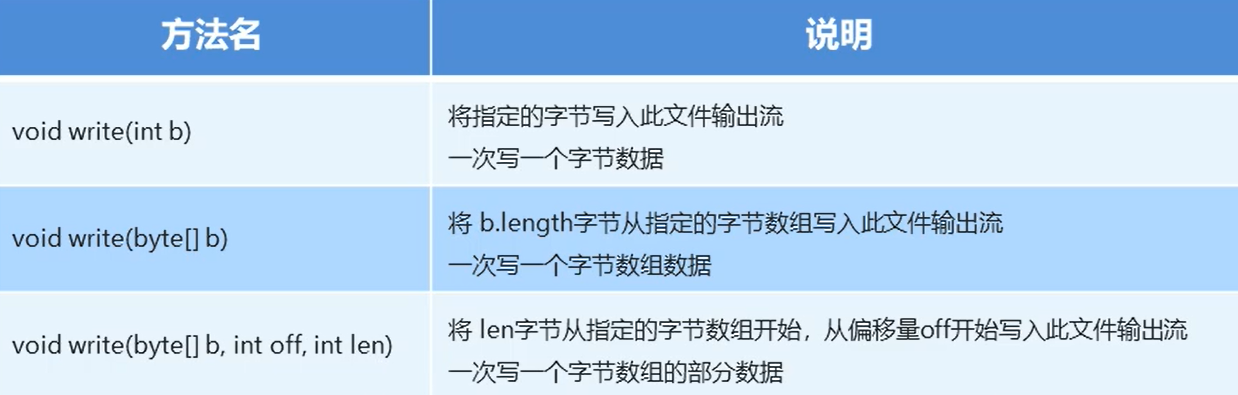 方法名
说明
void write(int b)
将指定的字节写入此文件输出流
一次写一个字节数据
void write(byte[] b)
将 b.length字节从指定的字节数组写入此文件输出流
一次写一个字节数组数据
void write(byte[] b, int off, int len)
将 len字节从指定的字节数组开始，从偏移量off开始写入此文件输出流
一次写一个字节数组的部分数据